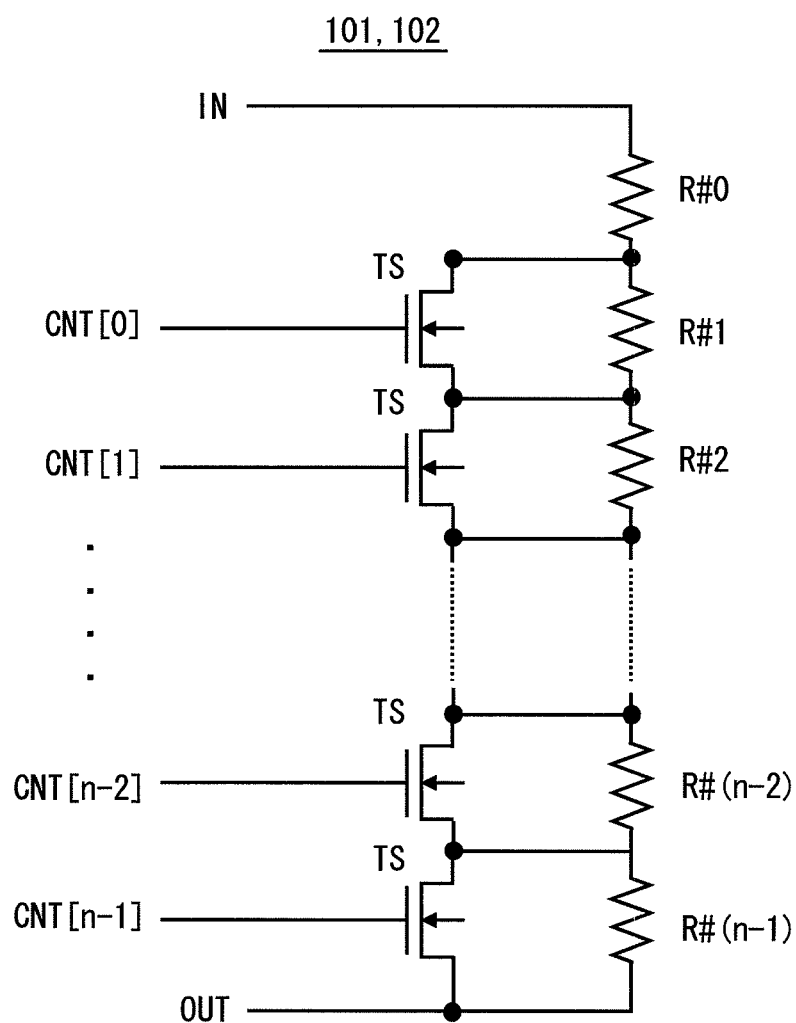 101,102
IN
R#0
TS
CNT[0]
R#1
TS
CNT[1]
R#2
TS
CNT[n-2]
R#(n-2)
TS
CNT[n-1]
R#(n-1)
OUT